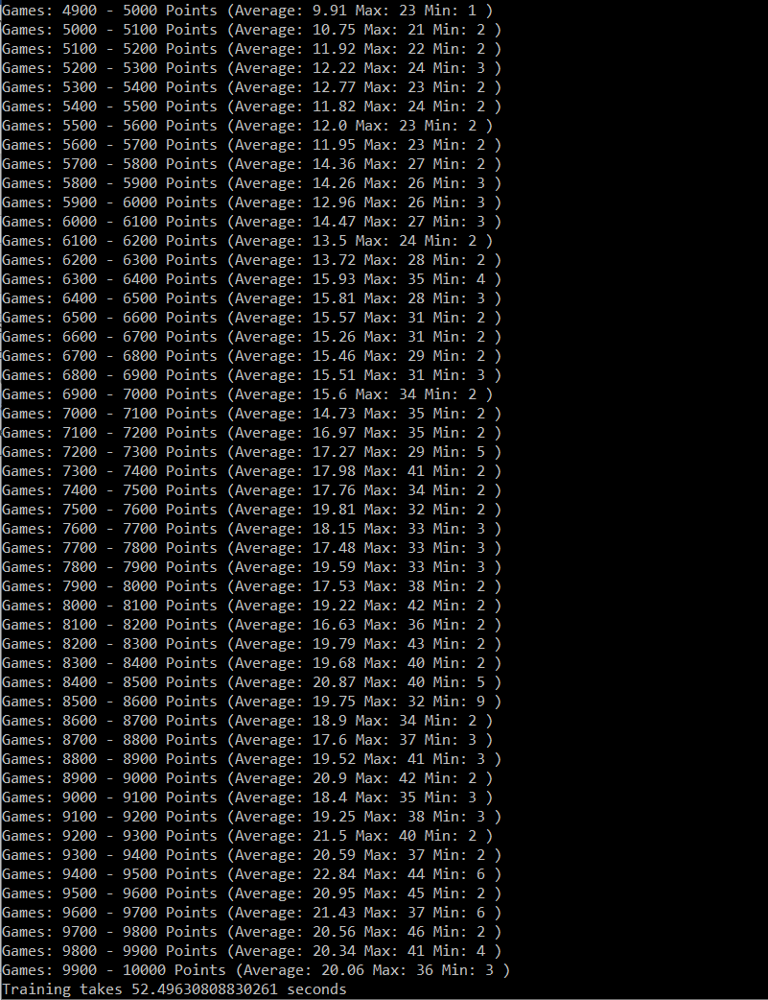 Games: 4900 - 5000 Points (Average: 9.91 Max: 23 Min: 1 )
Games: 5000 - 5100 Points (Average: 10.75 Max: 21 Min: 2 )
Games: 5100 - 5200 Points (Average: 11.92 Max: 22 Min: 2 )
Games: 5200 - 5300 Points (Average: 12.22 Max: 24 Min: 3 )
Games: 5300 - 5400 Points (Average: 12.77 Max: 23 Min: 2 )
Games: 5400 - 5500 Points (Average: 11.82 Max: 24 Min: 2 )
Games: 5500 - 5600 Points (Average: 12.0 Max: 23 Min: 2 )
Games: 5600 - 5700 Points (Average: 11.95 Max: 23 Min: 2 )
Games: 5700 - 5800 Points (Average: 14.36 Max: 27 Min: 2 )
Games: 5800 - 5900 Points (Average: 14.26 Max: 26 Min: 3 )
Games: 5900 - 6000 Points (Average: 12.96 Max: 26 Min: 3 )
Games: 6000 - 6100 Points (Average: 14.47 Max: 27 Min: 3 )
Games: 6100 - 6200 Points (Average: 13.5 Max: 24 Min: 2 )
Games: 6200 - 6300 Points (Average: 13.72 Max: 28 Min: 2 )
Games: 6300 - 6400 Points (Average: 15.93 Max: 35 Min: 4 )
Games: 6400 - 6500 Points (Average: 15.81 Max: 28 Min: 3 )
Games: 6500 - 6600 Points (Average: 15.57 Max: 31 Min: 2 )
Games: 6600 - 6700 Points (Average: 15.26 Max: 31 Min: 2 )
Games: 6700 - 6800 Points (Average: 15.46 Max: 29 Min: 2 )
Games: 6800 - 6900 Points (Average: 15.51 Max: 31 Min: 3 )
Games: 6900 - 7000 Points (Average: 15.6 Max: 34 Min: 2 )
Games: 7000 - 7100 Points (Average: 14.73 Max: 35 Min: 2 )
Games: 7100 - 7200 Points (Average: 16.97 Max: 35 Min: 2 )
Games: 7200 - 7300 Points (Average: 17.27 Max: 29 Min: 5 )
Games: 7300 - 7400 Points (Average: 17.98 Max: 41 Min: 2 )
Games: 7400 - 7500 Points (Average: 17.76 Max: 34 Min: 2 )
Games: 7500 - 7600 Points (Average: 19.81 Max: 32 Min: 2 )
Games: 7600 - 7700 Points (Average: 18.15 Max: 33 Min: 3 )
Games: 7700 - 7800 Points (Average: 17.48 Max: 33 Min: 3 )
Games: 7800 - 7900 Points (Average: 19.59 Max: 33 Min: 3 )
Games: 7900 - 8000 Points (Average: 17.53 Max: 38 Min: 2 )
Games: 8000 - 8100 Points (Average: 19.22 Max: 42 Min: 2 )
Games: 8100 - 8200 Points (Average: 16.63 Max: 36 Min: 2 )
Games: 8200 - 8300 Points (Average: 19.79 Max: 43 Min: 2 )
Games: 8300 - 8400 Points (Average: 19.68 Max: 40 Min: 2 )
Games: 8400 - 8500 Points (Average: 20.87 Max: 40 Min: 5 )
Games: 8500 - 8600 Points (Average: 19.75 Max: 32 Min: 9 )
Games: 8600 - 8700 Points (Average: 18.9 Max: 34 Min: 2 )
Games: 8700 - 8800 Points (Average: 17.6 Max: 37 Min: 3 )
Games: 8800 - 8900 Points (Average: 19.52 Max: 41 Min: 3 )
Games: 8900 - 9000 Points (Average: 20.9 Max: 42 Min: 2 )
Games: 9000 - 9100 Points (Average: 18.4 Max: 35 Min: 3 )
Games: 9100 - 9200 Points (Average: 19.25 Max: 38 Min: 3 )
Games: 9200 - 9300 Points (Average: 21.5 Max: 40 Min: 2 )
Games: 9300 - 9400 Points (Average: 20.59 Max: 37 Min: 2 )
Games: 9400 - 9500 Points (Average: 22.84 Max: 44 Min: 6 )
Games: 9500 - 9600 Points (Average: 20.95 Max: 45 Min: 2 )
Games: 9600 - 9700 Points (Average: 21.43 Max: 37 Min: 6 )
Games: 9700 - 9800 Points (Average: 20.56 Max: 46 Min: 2 )
Games: 9800 - 9900 Points (Average: 20.34 Max: 41 Min: 4 )
Games: 9900 - 10000 Points (Average: 20.06 Max: 36 Min: 3 )
Training takes 52.49630808830261 seconds